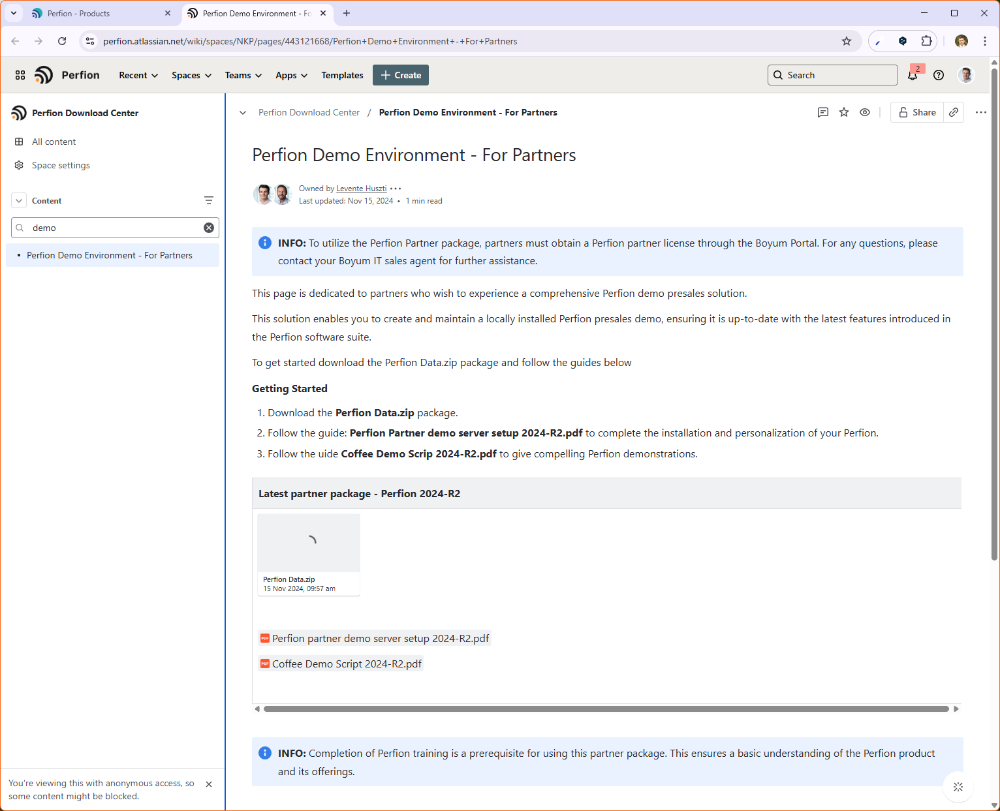 Perfion - Products
Perfion Demo Environment - Fo
perfion.atlassian.net/wiki/spaces/NKP/pages/443121668/Perfion+Demo+Environment+-+For+Partners
Perfion
Recent
Spaces
Teams
Apps
Templates
Create
Search
2
Perfion Download Center
All content
Space settings
Content
demo
Perfion Demo Environment - For Partners
You're viewing this with anonymous access, so
some content might be blocked.
Perfion Download Center / Perfion Demo Environment - For Partners
Share
Perfion Demo Environment - For Partners
Owned by Levente Huszti
Last updated: Nov 15, 2024 • 1 min read
INFO: To utilize the Perfion Partner package, partners must obtain a Perfion partner license through the Boyum Portal. For any questions, please
contact your Boyum IT sales agent for further assistance.
This page is dedicated to partners who wish to experience a comprehensive Perfion demo presales solution.
This solution enables you to create and maintain a locally installed Perfion presales demo, ensuring it is up-to-date with the latest features introduced in
the Perfion software suite.
To get started download the Perfion Data.zip package and follow the guides below
Getting Started
1. Download the Perfion Data.zip package.
2. Follow the guide: Perfion Partner demo server setup 2024-R2.pdf to complete the installation and personalization of your Perfion.
3. Follow the uide Coffee Demo Scrip 2024-R2.pdf to give compelling Perfion demonstrations.
Latest partner package - Perfion 2024-R2
Perfion Data.zip
15 Nov 2024, 09:57 am
PDF Perfion partner demo server setup 2024-R2.pdf
PDF Coffee Demo Script 2024-R2.pdf
INFO: Completion of Perfion training is a prerequisite for using this partner package. This ensures a basic understanding of the Perfion product
and its offerings.